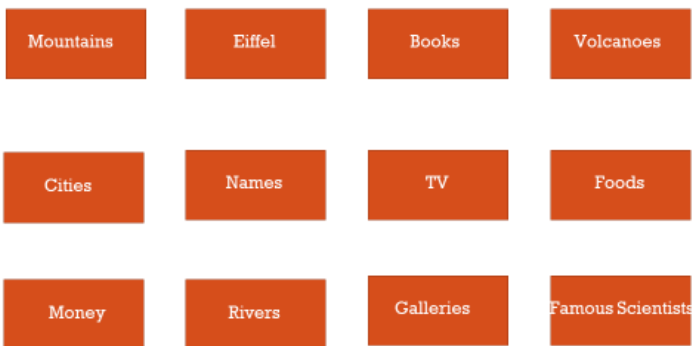 Mountains
Eiffel
Books
Volcanoes
Cities
Names
TV
Foods
Money
Rivers
Galleries
Famous Scientists